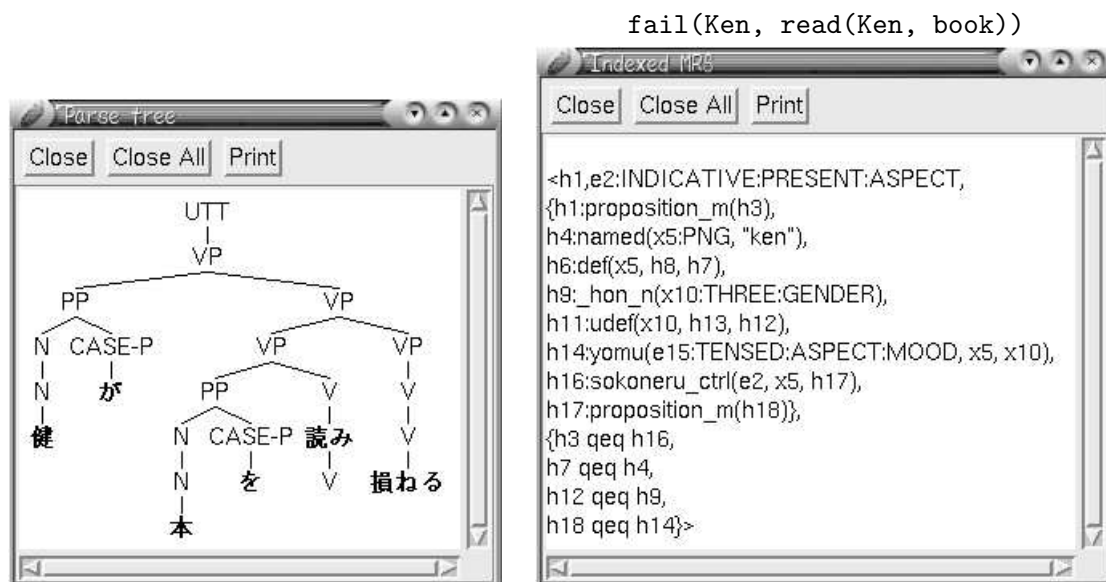 fail(Ken, read(Ken, book))
Parse tree
Close Close All Print
UTT
VP
PP VP
N CASE-P VP VP
N が PP V V
健 N CASE-P 読み V
N を V 損ねる
本
Indexed MRS
Close Close All Print
<h1,e2:INDICATIVE:PRESENT:ASPECT,
{h1:proposition_m(h3),
h4:named(x5:PNG, "ken"),
h6:def(x5, h8, h7),
h9:_hon_n(x10:THREE:GENDER),
h11:udef(x10, h13, h12),
h14:yomu(e15:TENSED:ASPECT:MOOD, x5, x10),
h16:sokoneru_ctrl(e2, x5, h17),
h17:proposition_m(h18)},
{h3 qeq h16,
h7 qeq h4,
h12 qeq h9,
h18 qeq h14}>